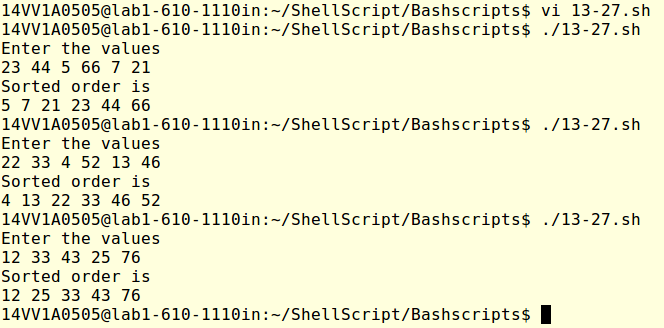 14VV1A0505@lab1-610-1110in:~/ShellScript/Bashscripts$ vi 13-27.sh
14VV1A0505@lab1-610-1110in:~/ShellScript/Bashscripts$ ./13-27.sh
Enter the values
23 44 5 66 7 21
Sorted order is
5 7 21 23 44 66
14VV1A0505@lab1-610-1110in:~/ShellScript/Bashscripts$ ./13-27.sh
Enter the values
22 33 4 52 13 46
Sorted order is
4 13 22 33 46 52
14VV1A0505@lab1-610-1110in:~/ShellScript/Bashscripts$ ./13-27.sh
Enter the values
12 33 43 25 76
Sorted order is
12 25 33 43 76
14VV1A0505@lab1-610-1110in:~/ShellScript/Bashscripts$